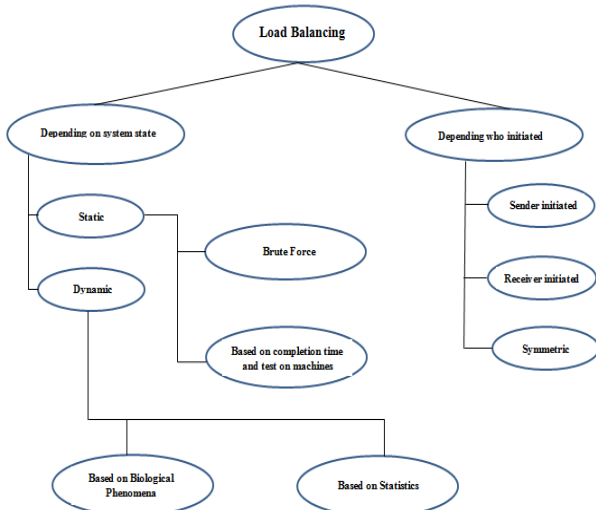 Load Balancing
Depending on system state
Depending who initiated
Static
Sender initiated
Brute Force
Dynamic
Receiver initiated
Based on completion time
and test on machines
Symmetric
Based on Biological
Phenomena
Based on Statistics